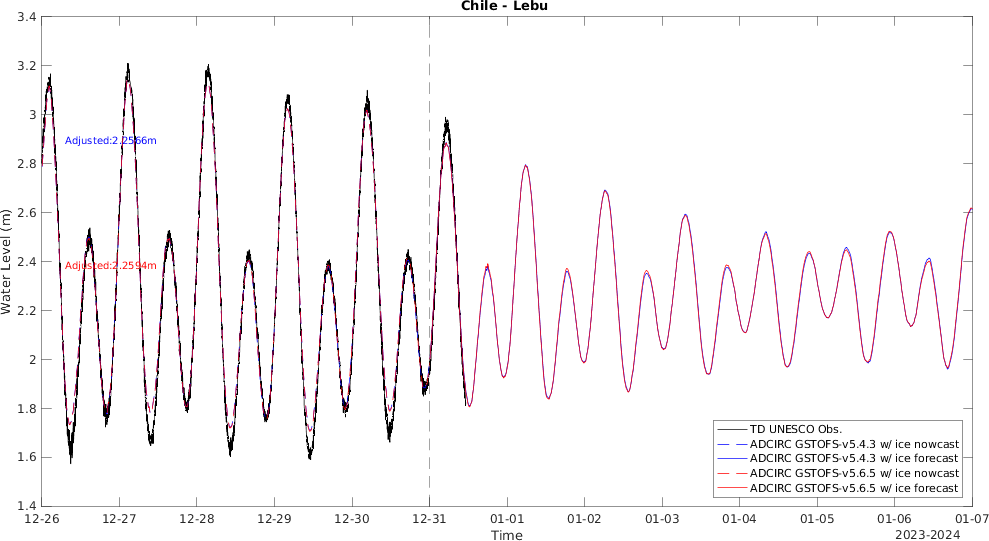 Chile - Lebu
3.4
3.2
3
2.8
2.6
2.4
2.2
2
1.8
1.6
1.4
Water Level (m)
Adjusted:2.2566m
Adjusted:2.2594m
TD UNESCO Obs.
ADCIRC GSTOFS-v5.4.3 w/ ice nowcast
ADCIRC GSTOFS-v5.4.3 w/ ice forecast
ADCIRC GSTOFS-v5.6.5 w/ ice nowcast
ADCIRC GSTOFS-v5.6.5 w/ ice forecast
12-26 12-27 12-28 12-29 12-30 12-31 01-01 01-02 01-03 01-04 01-05 01-06 01-07
Time
2023-2024